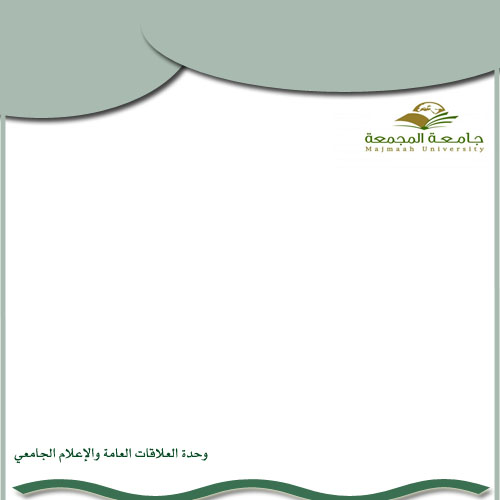 جامعة المجمعة
Majmaah University
وحدة العلاقات العامة والإعلام الجامعي